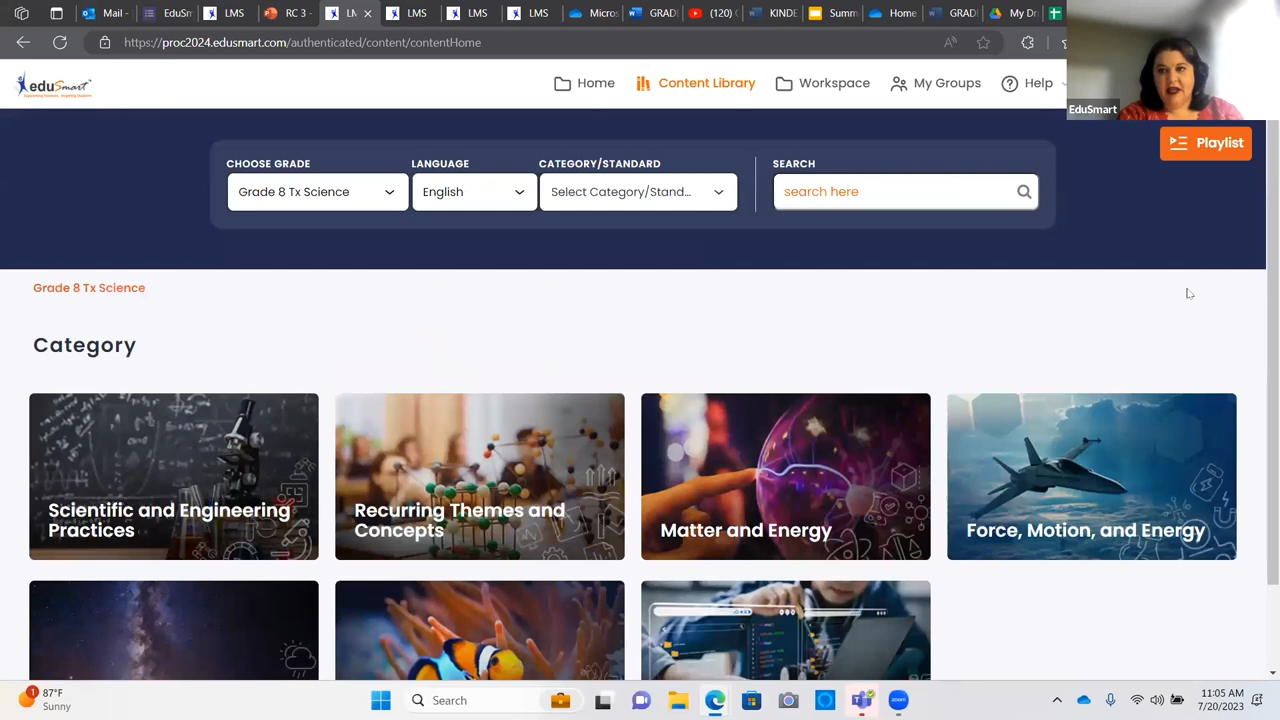 Mail -
EduSm
LMS
RC 3 -
LM
LMS
LMS
LMS
Micros
GRAD
(120)
KINDE
Summ
Home
GRAD
My Dr
https://proc2024.edusmart.com/authenticated/content/contentHome
eduSmart
Home
Content Library
Workspace
My Groups
Help
EduSmart
Playlist
CHOOSE GRADE
LANGUAGE
CATEGORY/STANDARD
SEARCH
Grade 8 Tx Science
English
Select Category/Stand...
search here
Grade 8 Tx Science
Category
Scientific and Engineering
Practices
Recurring Themes and
Concepts
Matter and Energy
Force, Motion, and Energy
1
87°F
Sunny
Search
zoom
11:05 AM
7/20/2023